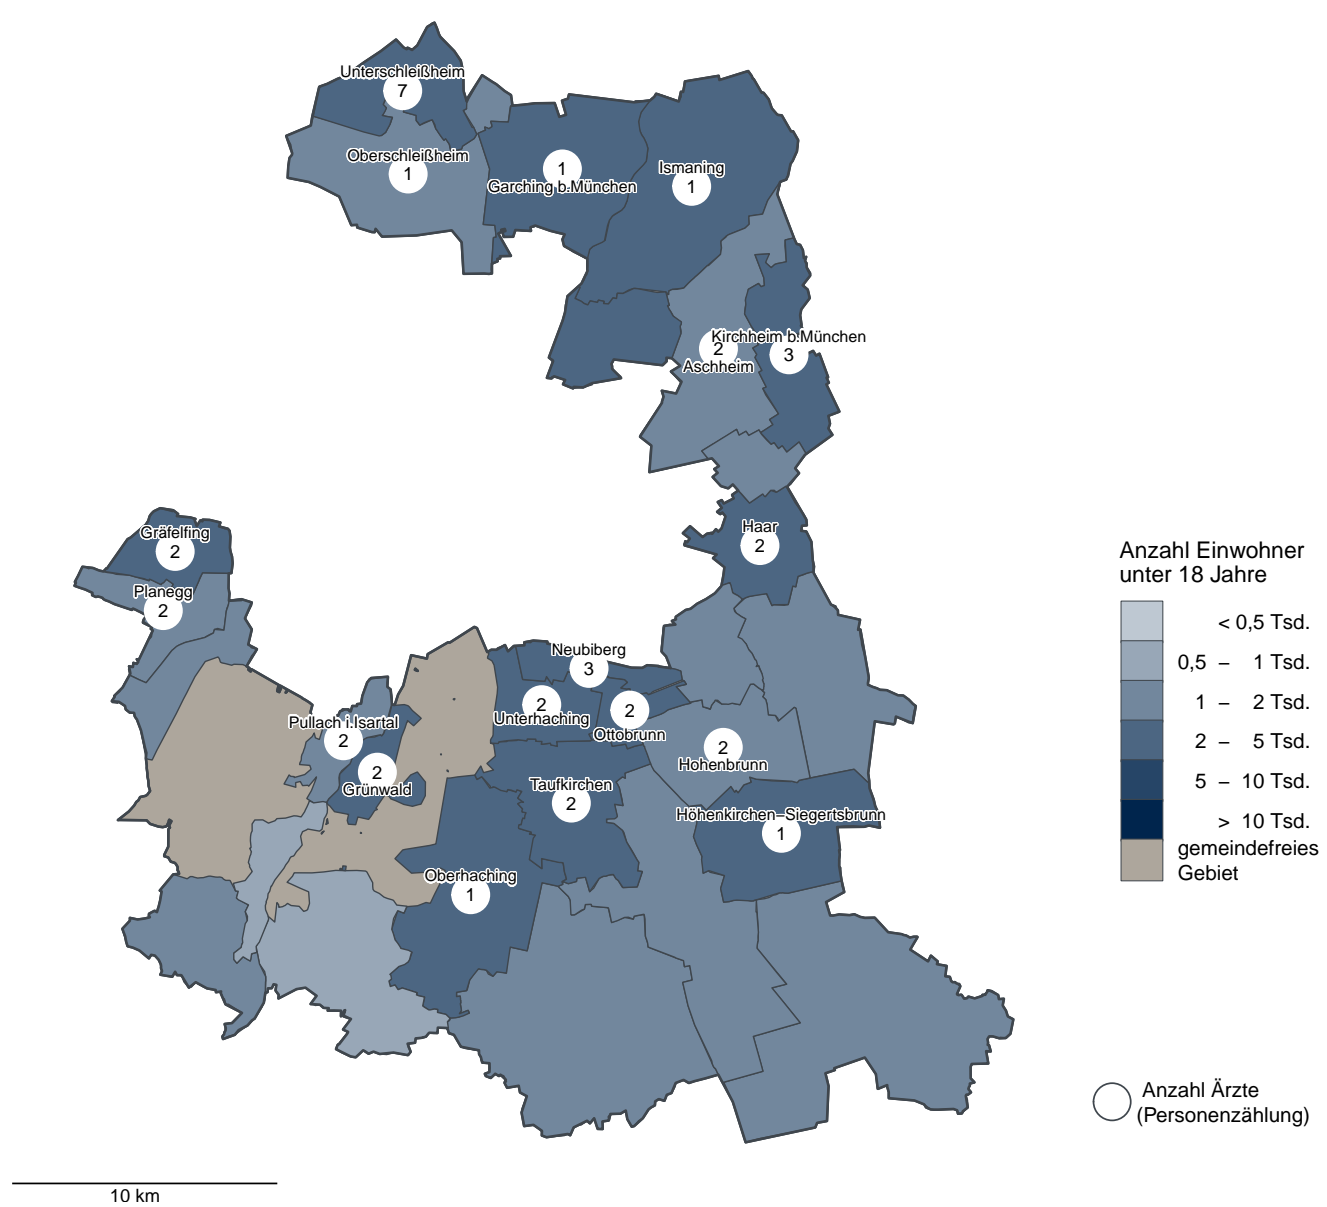 Unterschleißheim
7
Oberschleißheim
1
1
Garching b.München
Ismaning
1
Kirchheim b.München
2
3
Aschheim
Haar
2
Gräfelfing
2
Planegg
2
Neubiberg
3
2
Unterhaching
2
Ottobrunn
Pullach i.Isartal
2
2
Grünwald
2
Hohenbrunn
Taufkirchen
2
Höhenkirchen–Siegertsbrunn
1
Oberhaching
1
Anzahl Einwohner
unter 18 Jahre
< 0,5 Tsd.
0,5 – 1 Tsd.
1 – 2 Tsd.
2 – 5 Tsd.
5 – 10 Tsd.
> 10 Tsd.
gemeindefreies
Gebiet
Anzahl Ärzte
(Personenzählung)
10 km